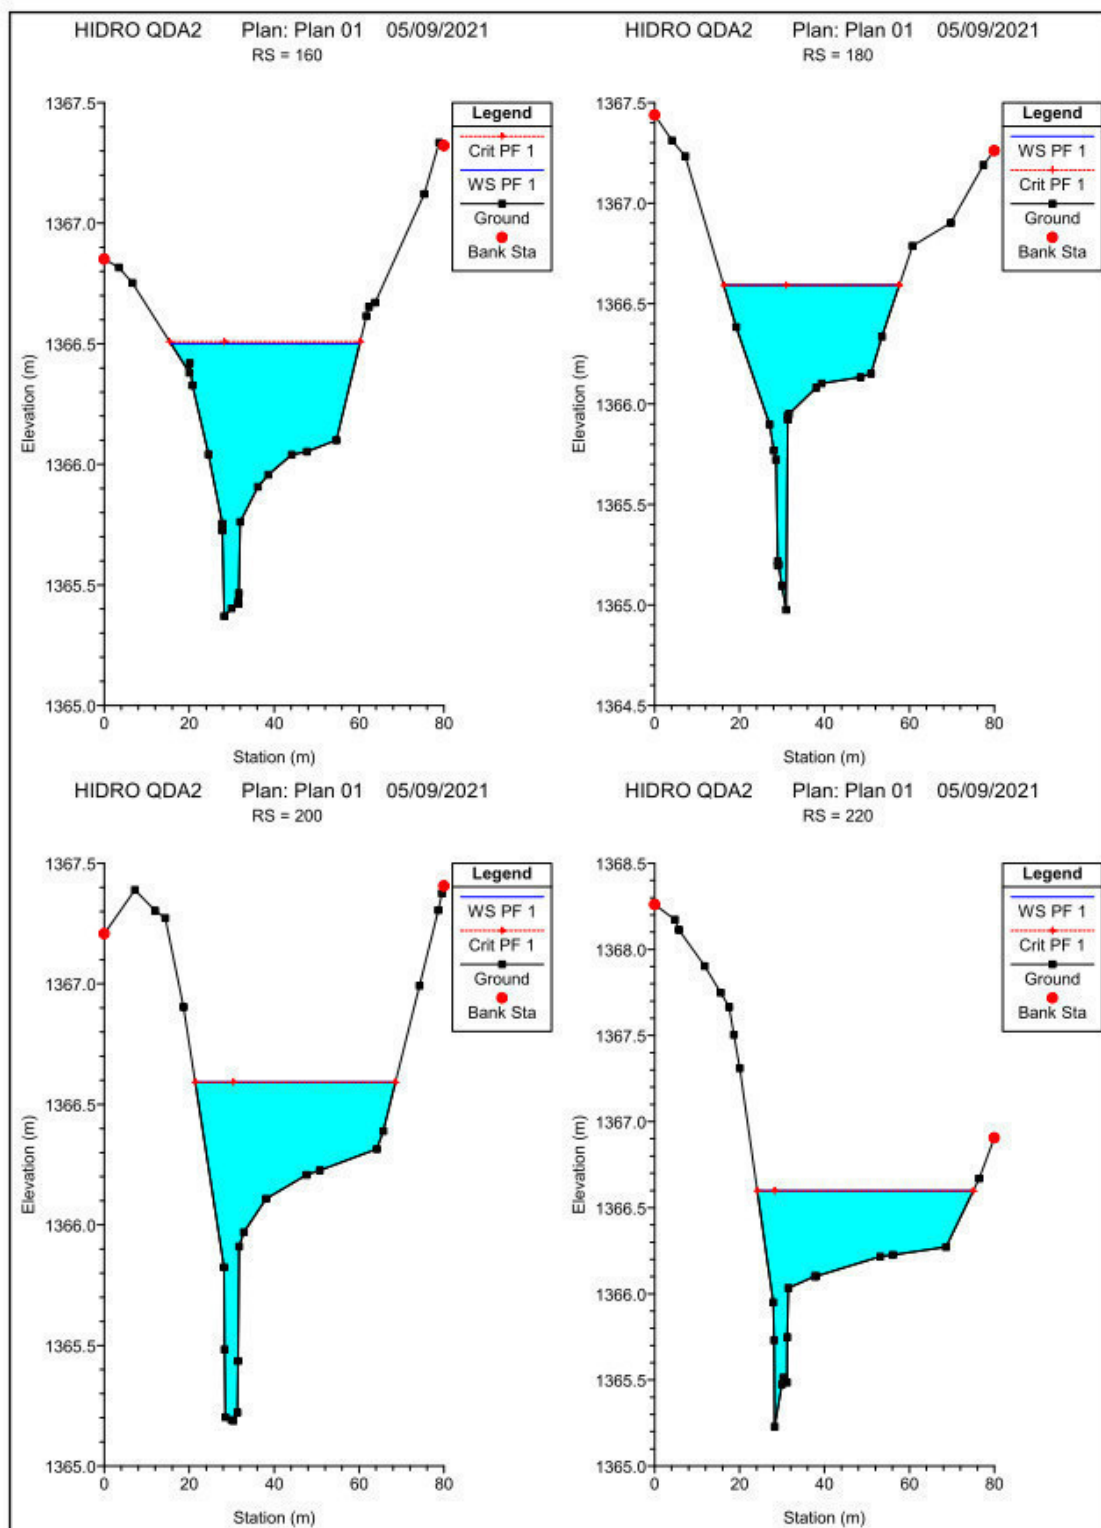 HIDRO QDA2 Plan: Plan 01 05/09/2021
RS = 160
Elevation (m)
1367.5
1367.0
1366.5
1366.0
1365.5
1365.0
0 20 40 60 80
Station (m)
Legend
Crit PF 1
WS PF 1
Ground
Bank Sta
HIDRO QDA2 Plan: Plan 01 05/09/2021
RS = 180
Elevation (m)
1367.5
1367.0
1366.5
1366.0
1365.5
1365.0
1364.5
0 20 40 60 80
Station (m)
Legend
WS PF 1
Crit PF 1
Ground
Bank Sta
HIDRO QDA2 Plan: Plan 01 05/09/2021
RS = 200
Elevation (m)
1367.5
1367.0
1366.5
1366.0
1365.5
1365.0
0 20 40 60 80
Station (m)
Legend
WS PF 1
Crit PF 1
Ground
Bank Sta
HIDRO QDA2 Plan: Plan 01 05/09/2021
RS = 220
Elevation (m)
1368.5
1368.0
1367.5
1367.0
1366.5
1366.0
1365.5
1365.0
0 20 40 60 80
Station (m)
Legend
WS PF 1
Crit PF 1
Ground
Bank Sta